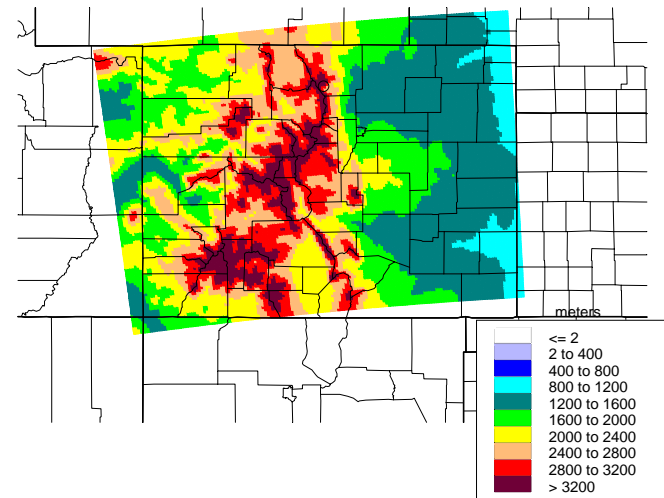 meters
<= 2
2 to 400
400 to 800
800 to 1200
1200 to 1600
1600 to 2000
2000 to 2400
2400 to 2800
2800 to 3200
> 3200